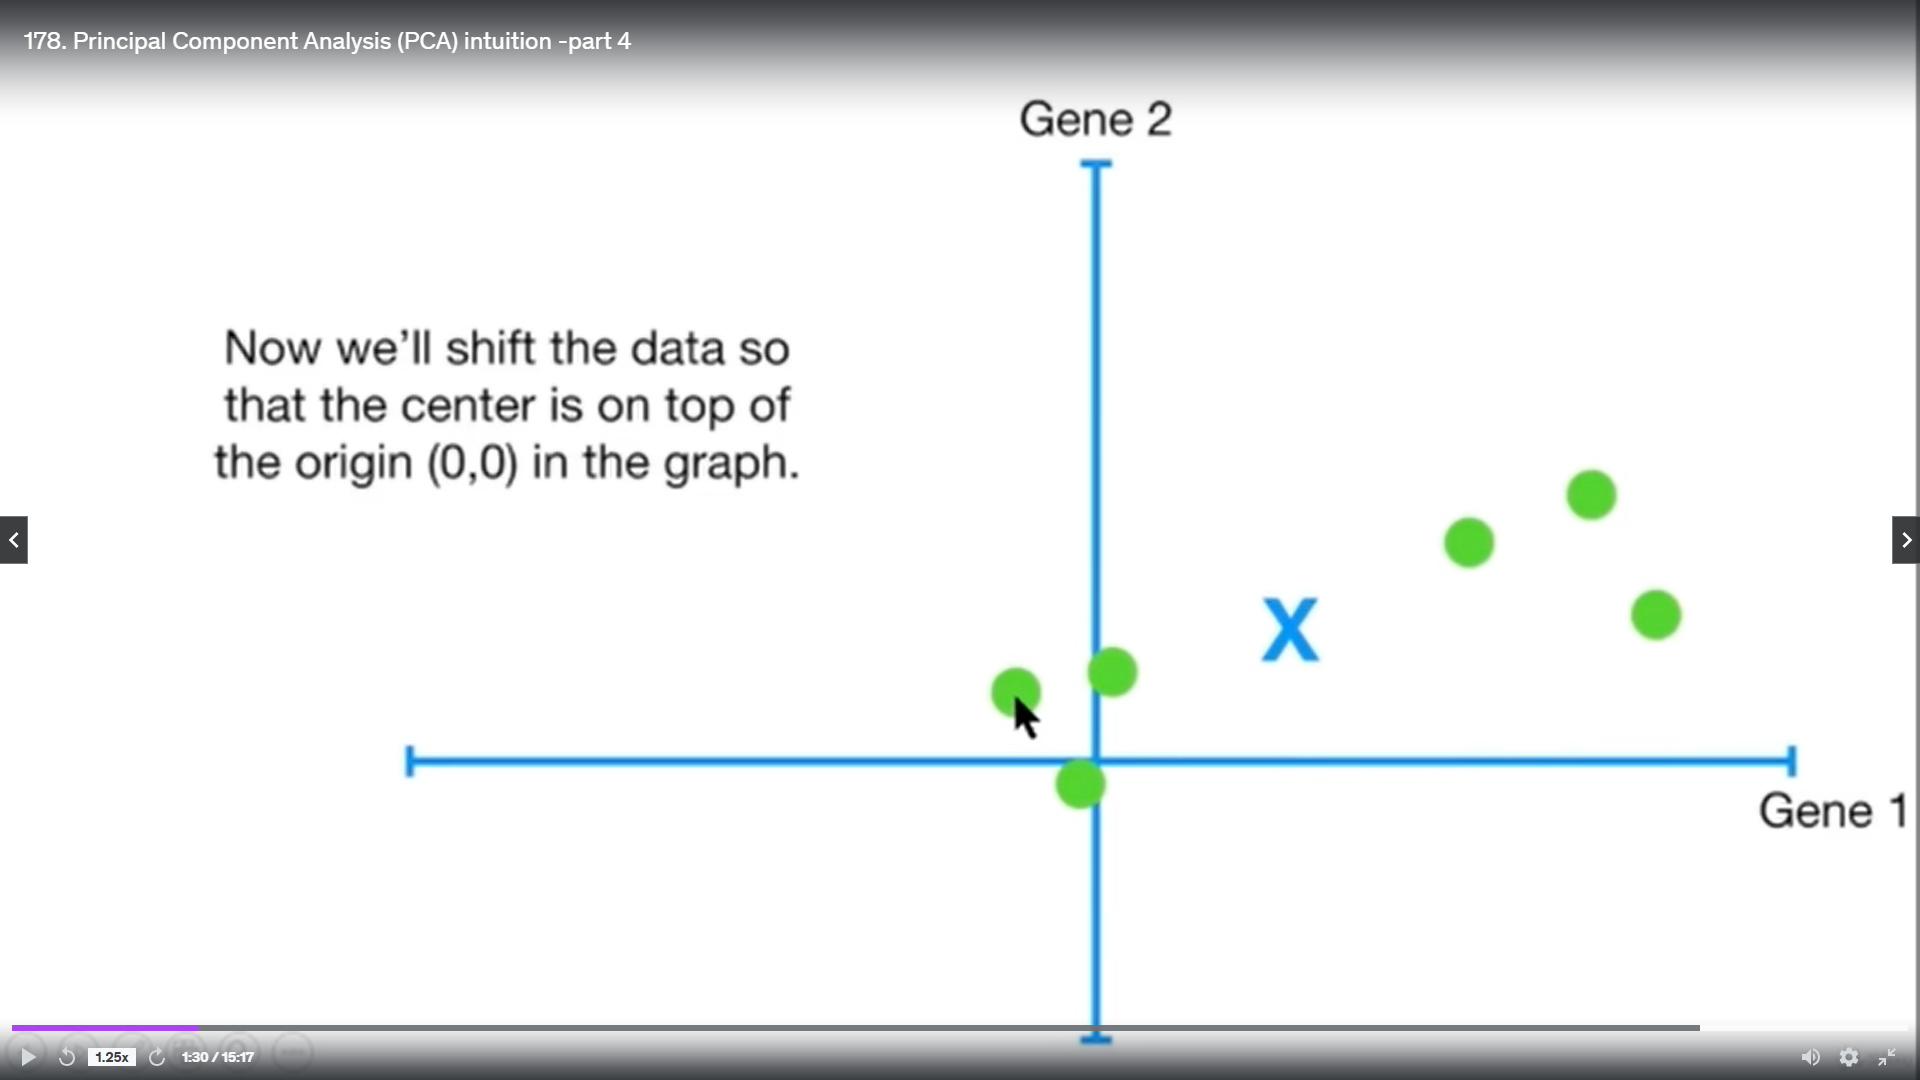 178. Principal Component Analysis (PCA) intuition -part 4
Gene 2
Now we'll shift the data so
that the center is on top of
the origin (0,0) in the graph.
X
Gene 1
1.25x
1:30 / 15:17